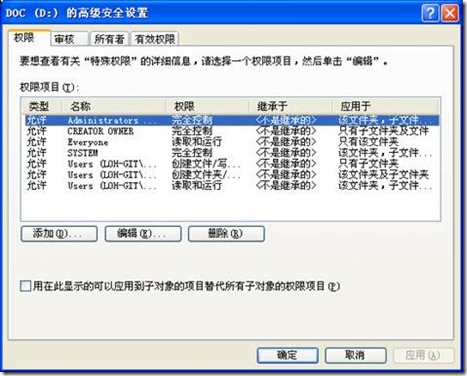 DOC (D:) 的高级安全设置
权限 审核 所有者 有效权限
要想查看有关“特殊权限”的详细信息，请选择一个权限项目，然后单击“编辑”。
权限项目(T):
类型 名称 权限 继承于 应用于
允许 Administrators ... 完全控制 <不是继承的> 该文件夹，子文件...
允许 CREATOR OWNER 完全控制 <不是继承的> 只有子文件夹及文件
允许 Everyone 读取和运行 <不是继承的> 只有该文件夹
允许 SYSTEM 完全控制 <不是继承的> 该文件夹，子文件...
允许 Users (LOH-GIT\... 创建文件/写... <不是继承的> 只有子文件夹
允许 Users (LOH-GIT\... 创建文件夹/... <不是继承的> 该文件夹及子文件夹
允许 Users (LOH-GIT\... 读取和运行 <不是继承的> 该文件夹，子文件...
添加(D)... 编辑(E)... 删除(R)
用在此显示的可以应用到子对象的项目替代所有子对象的权限项目(P)
确定 取消 应用(A)